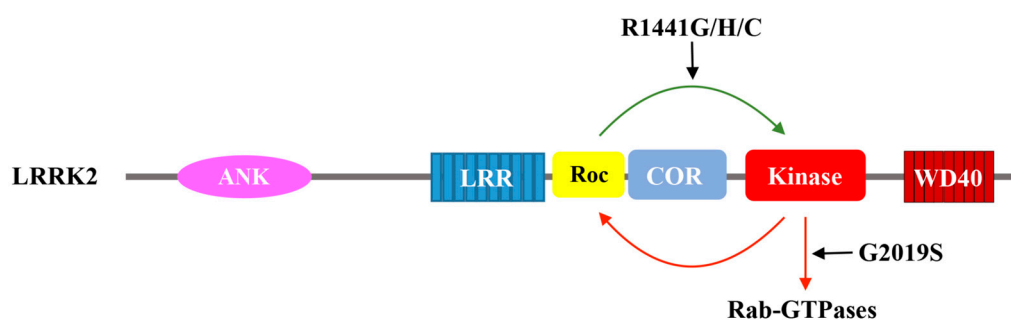 R1441G/H/C
LRRK2
ANK
LRR
Roc
COR
Kinase
WD40
G2019S
Rab-GTPases